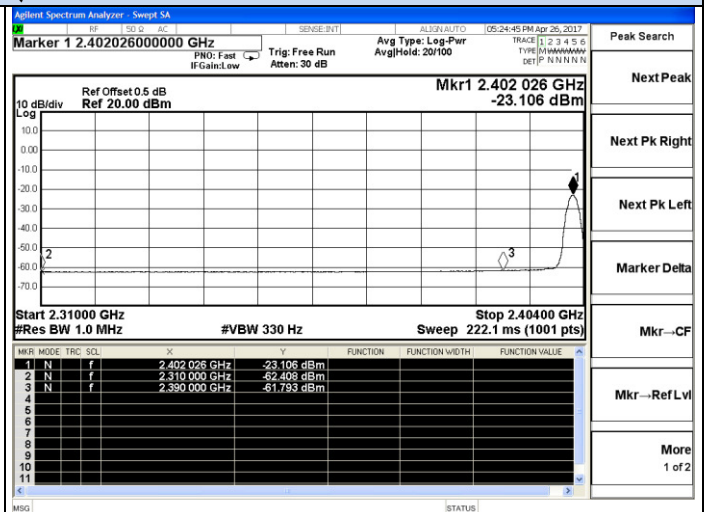 Agilent Spectrum Analyzer - Swept SA
RF 50 Ω AC SENSE:INT ALIGN AUTO 05:24:45 PM Apr 26, 2017
Marker 1 2.402026000000 GHz
PNO: Fast
IFGain:Low
Trig: Free Run
Atten: 30 dB
Avg Type: Log-Pwr
Avg|Hold: 20/100
TRACE 1 2 3 4 5 6
TYPE MWWWWW
DET P N N N N N
Peak Search
Next Peak
Next Pk Right
Next Pk Left
Marker Delta
Mkr→CF
Mkr→Ref Lvl
More
1 of 2
Mkr1 2.402 026 GHz
-23.106 dBm
Ref Offset 0.5 dB
10 dB/div Ref 20.00 dBm
Log
10.0
0.00
-10.0
-20.0
-30.0
-40.0
-50.0
-60.0
-70.0
1
2
3
Start 2.31000 GHz Stop 2.40400 GHz
#Res BW 1.0 MHz #VBW 330 Hz Sweep 222.1 ms (1001 pts)
MKR MODE TRC SCL X Y FUNCTION FUNCTION WIDTH FUNCTION VALUE
1 N f 2.402 026 GHz -23.106 dBm
2 N f 2.310 000 GHz -62.408 dBm
3 N f 2.390 000 GHz -61.793 dBm
4
5
6
7
8
9
10
11
MSG STATUS